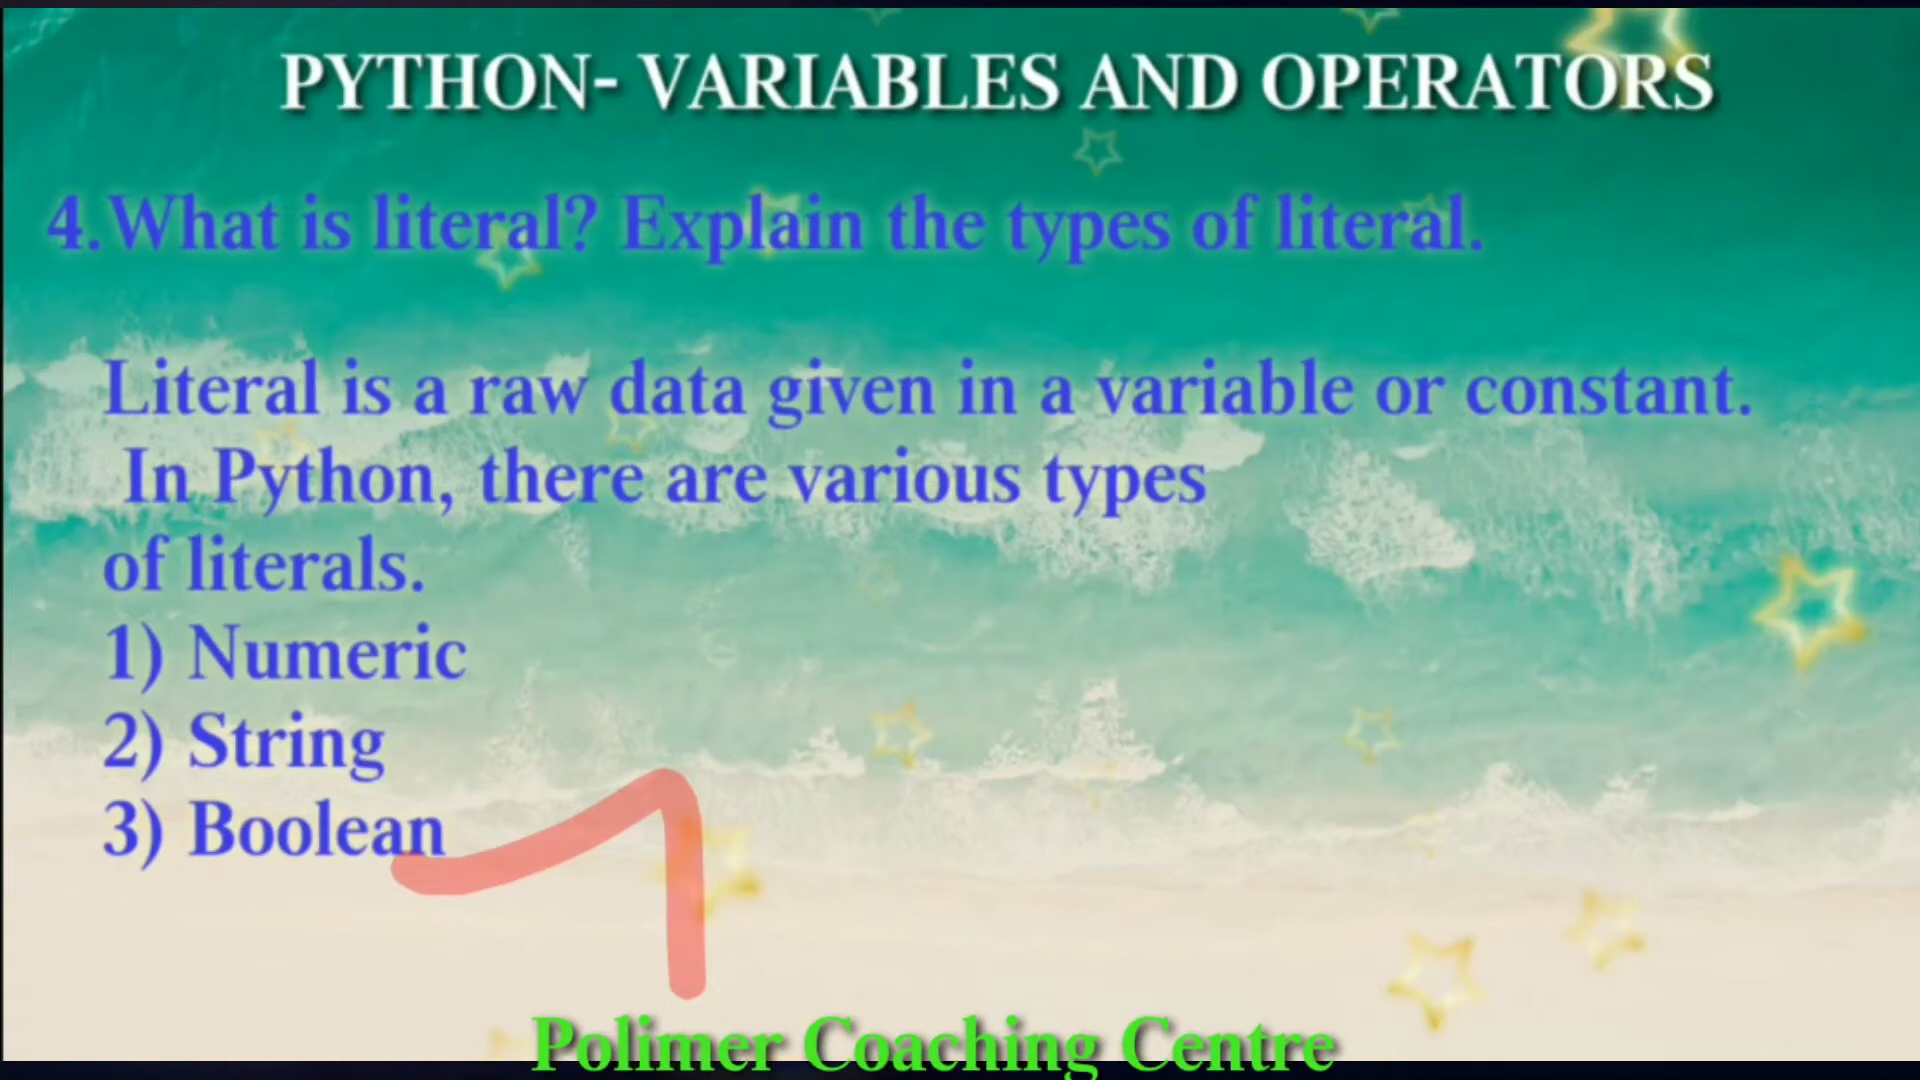 PYTHON- VARIABLES AND OPERATORS
4. What is literal? Explain the types of literal.
Literal is a raw data given in a variable or constant.
In Python, there are various types
of literals.
1) Numeric
2) String
3) Boolean
Polimer Coaching Centre